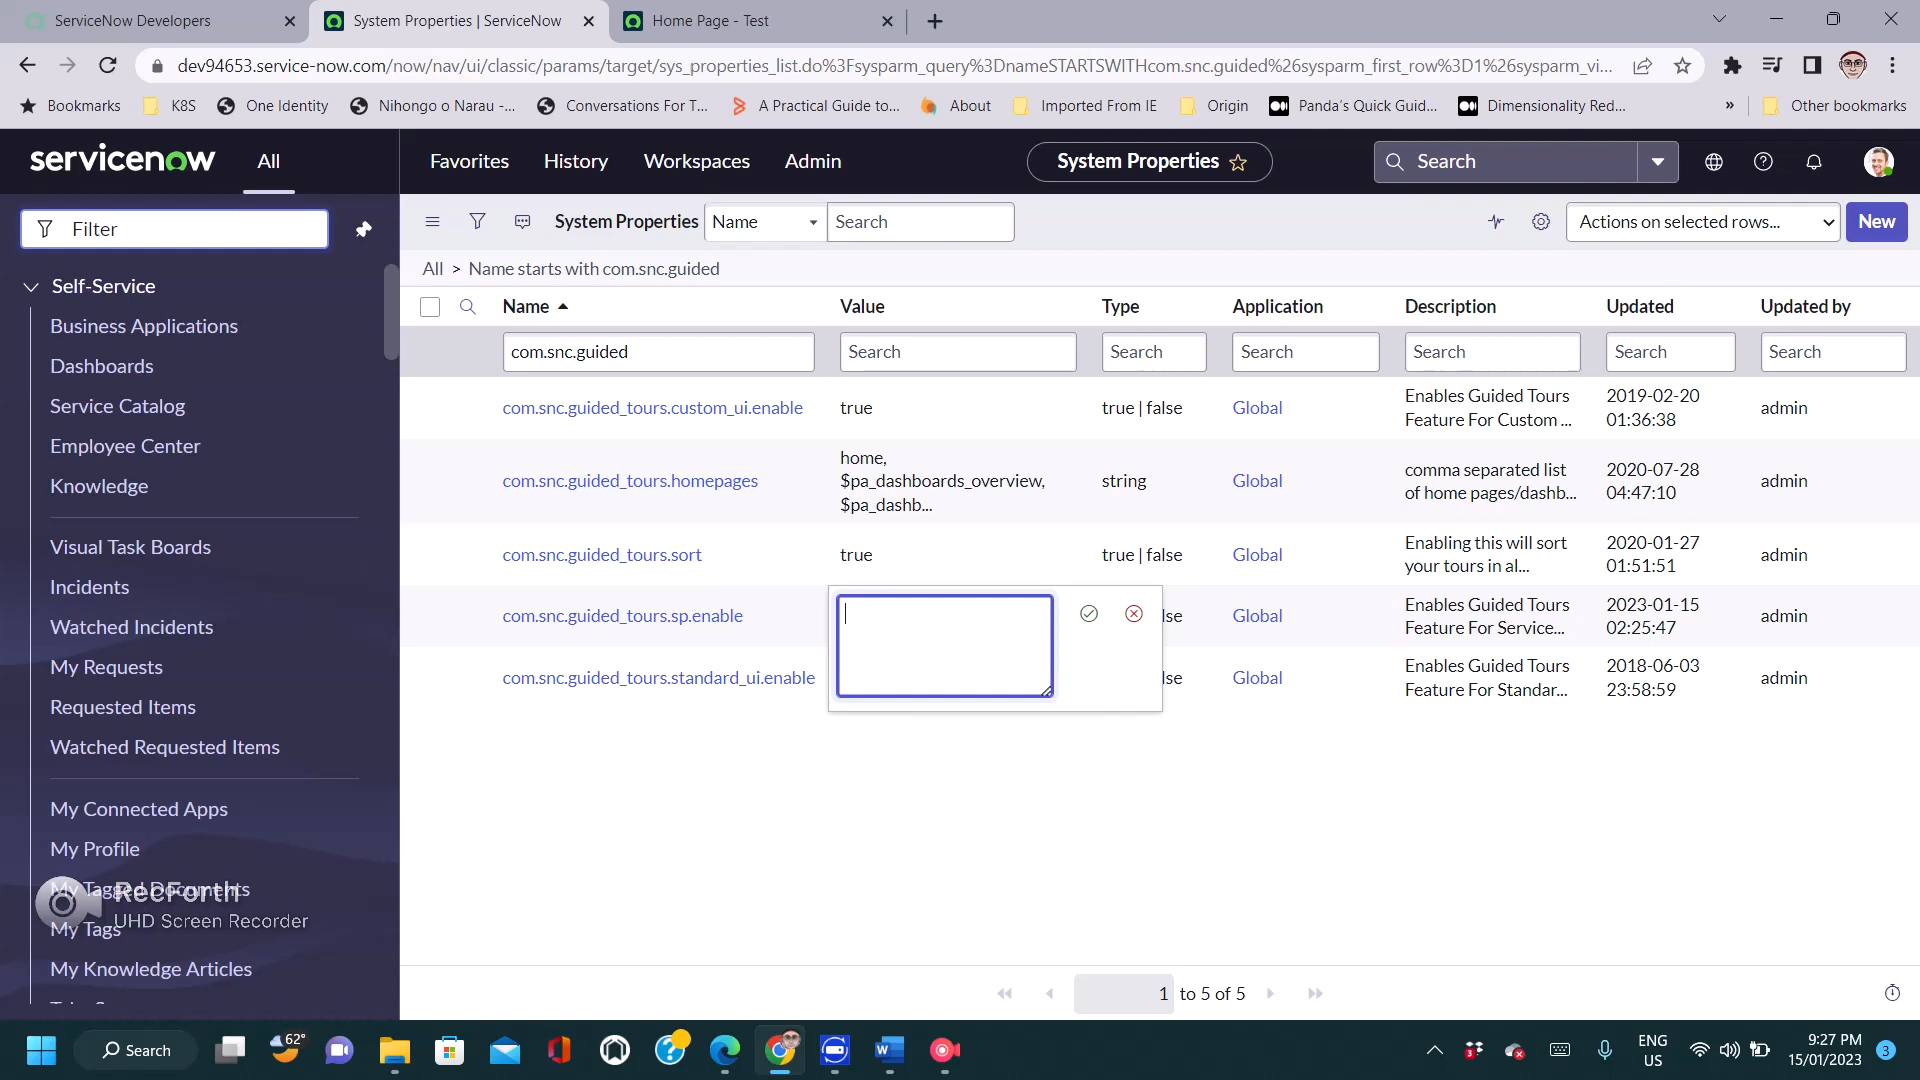 ServiceNow Developers
System Properties | ServiceNow
Home Page - Test
dev94653.service-now.com/now/nav/ui/classic/params/target/sys_properties_list.do%3Fsysparm_query%3DnameSTARTSWITHcom.snc.guided%26sysparm_first_row%3D1%26sysparm_vi...
Bookmarks
K8S
One Identity
Nihongo o Narau -...
Conversations For T...
A Practical Guide to...
About
Imported From IE
Origin
Panda's Quick Guid...
Dimensionality Red...
»
Other bookmarks
servicenow
All
Favorites
History
Workspaces
Admin
System Properties
Search
Filter
System Properties
Name
Search
Actions on selected rows...
New
All > Name starts with com.snc.guided
Name
Value
Type
Application
Description
Updated
Updated by
com.snc.guided
Search
Search
Search
Search
Search
Search
com.snc.guided_tours.custom_ui.enable
true
true | false
Global
Enables Guided Tours
Feature For Custom ...
2019-02-20
01:36:38
admin
com.snc.guided_tours.homepages
home,
$pa_dashboards_overview,
$pa_dashb...
string
Global
comma separated list
of home pages/dashb...
2020-07-28
04:47:10
admin
com.snc.guided_tours.sort
true
true | false
Global
Enabling this will sort
your tours in al...
2020-01-27
01:51:51
admin
com.snc.guided_tours.sp.enable
lse
Global
Enables Guided Tours
Feature For Service...
2023-01-15
02:25:47
admin
com.snc.guided_tours.standard_ui.enable
lse
Global
Enables Guided Tours
Feature For Standar...
2018-06-03
23:58:59
admin
Self-Service
Business Applications
Dashboards
Service Catalog
Employee Center
Knowledge
Visual Task Boards
Incidents
Watched Incidents
My Requests
Requested Items
Watched Requested Items
My Connected Apps
My Profile
My Tagged Documents
RecForth
UHD Screen Recorder
My Tags
My Knowledge Articles
1 to 5 of 5
62°
Search
ENG
US
9:27 PM
15/01/2023
3